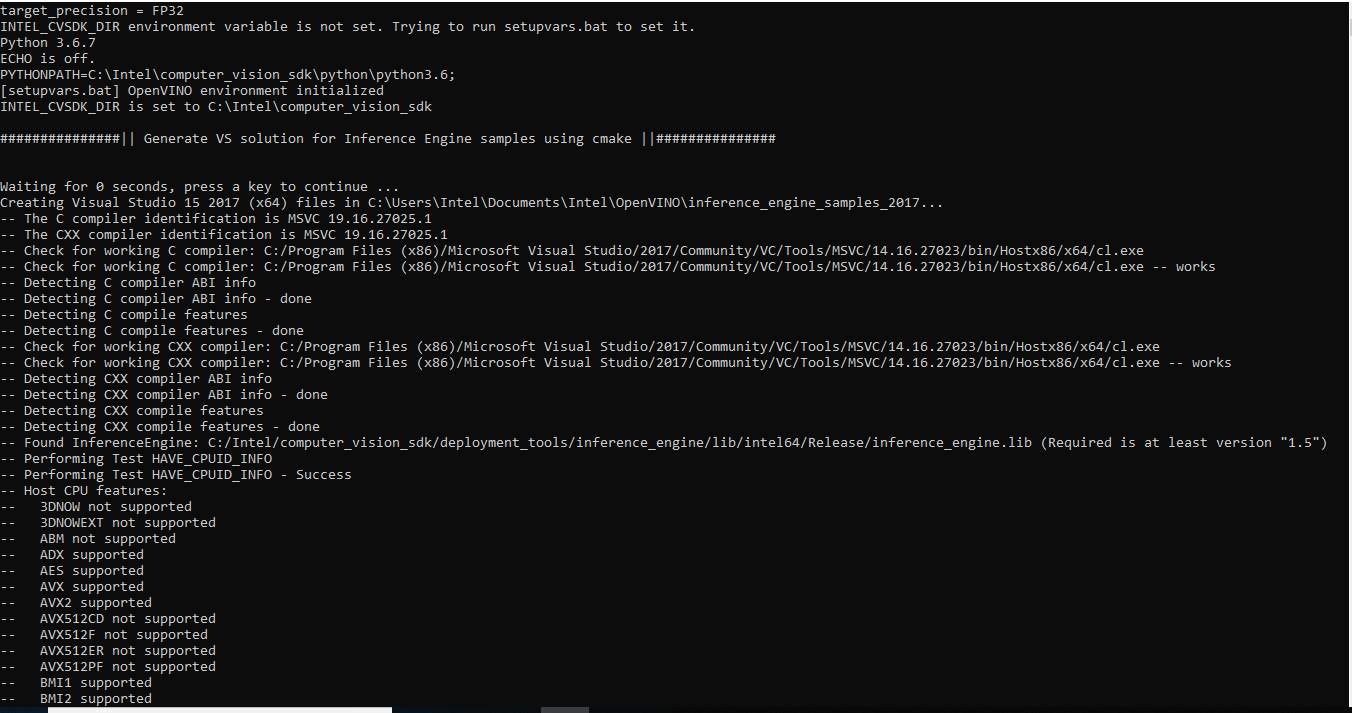 target_precision = FP32
INTEL_CVSDK_DIR environment variable is not set. Trying to run setupvars.bat to set it.
Python 3.6.7
ECHO is off.
PYTHONPATH=C:\Intel\computer_vision_sdk\python\python3.6;
[setupvars.bat] OpenVINO environment initialized
INTEL_CVSDK_DIR is set to C:\Intel\computer_vision_sdk
###############|| Generate VS solution for Inference Engine samples using cmake ||###############
Waiting for 0 seconds, press a key to continue ...
Creating Visual Studio 15 2017 (x64) files in C:\Users\Intel\Documents\Intel\OpenVINO\inference_engine_samples_2017...
-- The C compiler identification is MSVC 19.16.27025.1
-- The CXX compiler identification is MSVC 19.16.27025.1
-- Check for working C compiler: C:/Program Files (x86)/Microsoft Visual Studio/2017/Community/VC/Tools/MSVC/14.16.27023/bin/Hostx86/x64/cl.exe
-- Check for working C compiler: C:/Program Files (x86)/Microsoft Visual Studio/2017/Community/VC/Tools/MSVC/14.16.27023/bin/Hostx86/x64/cl.exe -- works
-- Detecting C compiler ABI info
-- Detecting C compiler ABI info - done
-- Detecting C compile features
-- Detecting C compile features - done
-- Check for working CXX compiler: C:/Program Files (x86)/Microsoft Visual Studio/2017/Community/VC/Tools/MSVC/14.16.27023/bin/Hostx86/x64/cl.exe
-- Check for working CXX compiler: C:/Program Files (x86)/Microsoft Visual Studio/2017/Community/VC/Tools/MSVC/14.16.27023/bin/Hostx86/x64/cl.exe -- works
-- Detecting CXX compiler ABI info
-- Detecting CXX compiler ABI info - done
-- Detecting CXX compile features
-- Detecting CXX compile features - done
-- Found InferenceEngine: C:/Intel/computer_vision_sdk/deployment_tools/inference_engine/lib/intel64/Release/inference_engine.lib (Required is at least version "1.5")
-- Performing Test HAVE_CPUID_INFO
-- Performing Test HAVE_CPUID_INFO - Success
-- Host CPU features:
--   3DNOW not supported
--   3DNOWEXT not supported
--   ABM not supported
--   ADX supported
--   AES supported
--   AVX supported
--   AVX2 supported
--   AVX512CD not supported
--   AVX512F not supported
--   AVX512ER not supported
--   AVX512PF not supported
--   BMI1 supported
--   BMI2 supported